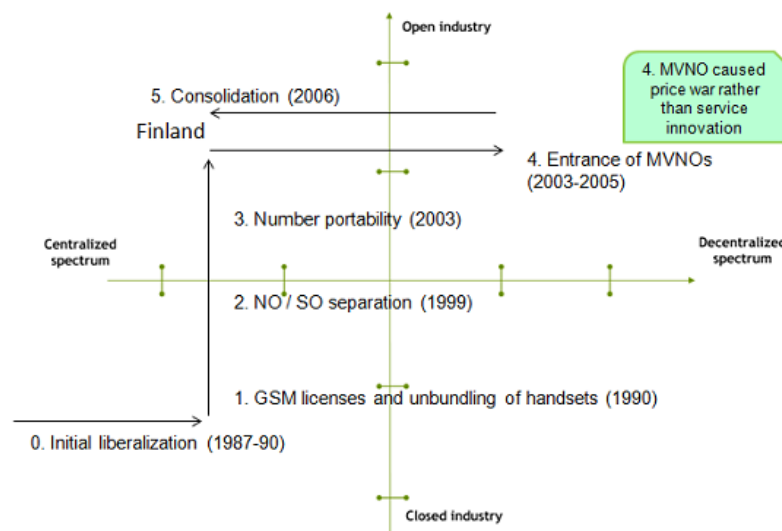 Open industry
4. MVNO caused
price war rather
than service
innovation
5. Consolidation (2006)
Finland
4. Entrance of MVNOs
(2003-2005)
3. Number portability (2003)
Centralized
spectrum
Decentralized
spectrum
2. NO / SO separation (1999)
1. GSM licenses and unbundling of handsets (1990)
0. Initial liberalization (1987-90)
Closed industry